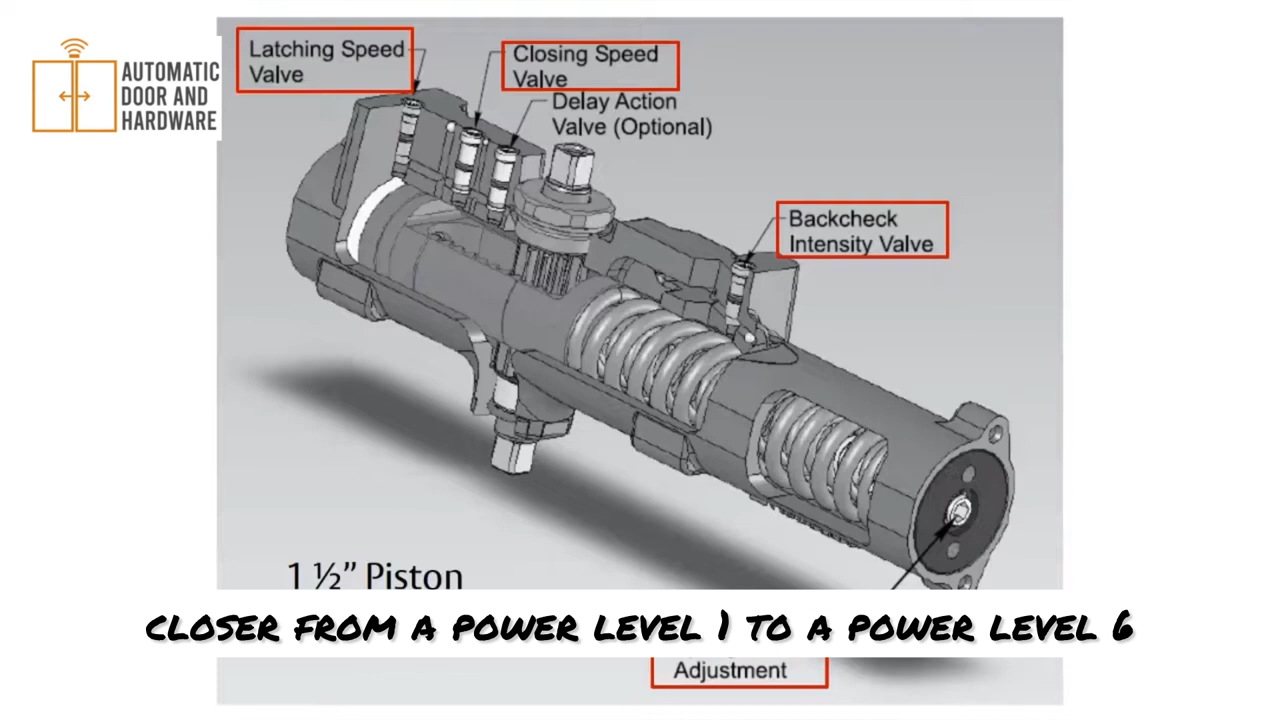 Latching Speed
Valve
Closing Speed
Valve
AUTOMATIC
DOOR AND
HARDWARE
Delay Action
Valve (Optional)
Backcheck
Intensity Valve
1 ½” Piston
CLOSER FROM A POWER LEVEL 1 TO A POWER LEVEL 6
Adjustment